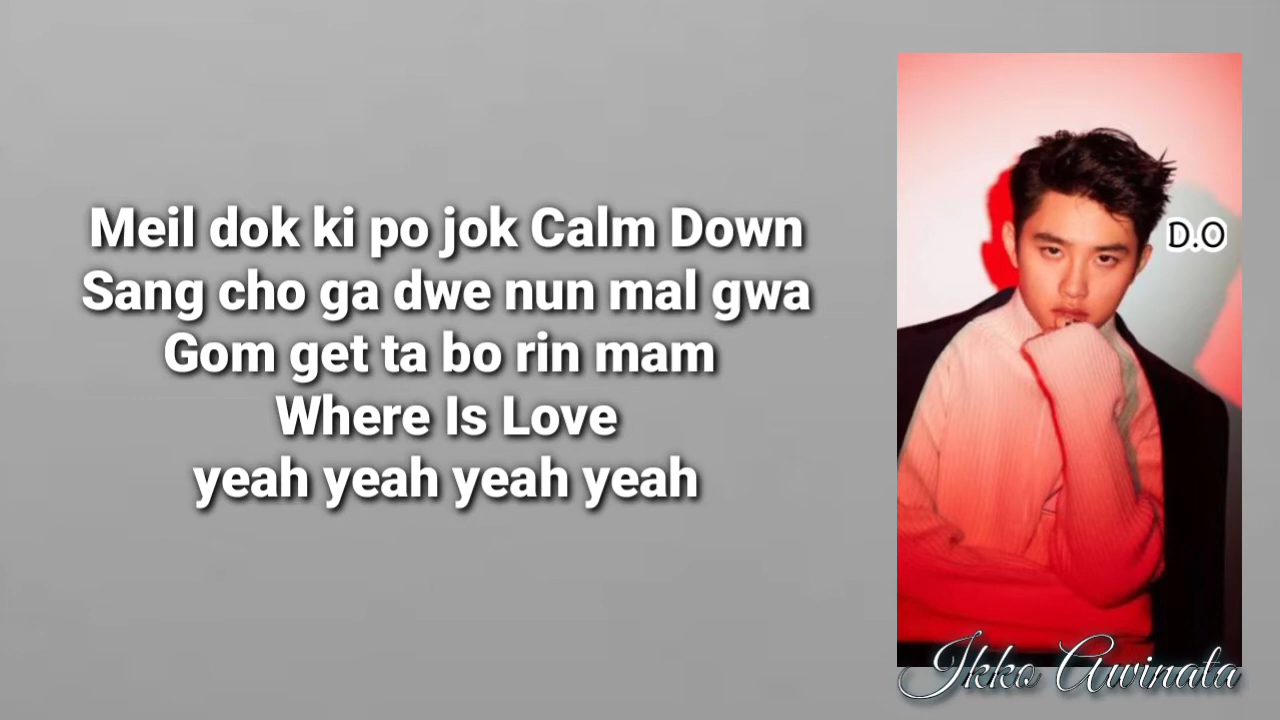 Meil dok ki po jok Calm Down
Sang cho ga dwe nun mal gwa
Gom get ta bo rin mam
Where Is Love
yeah yeah yeah yeah
D.O
Ikko Awinata